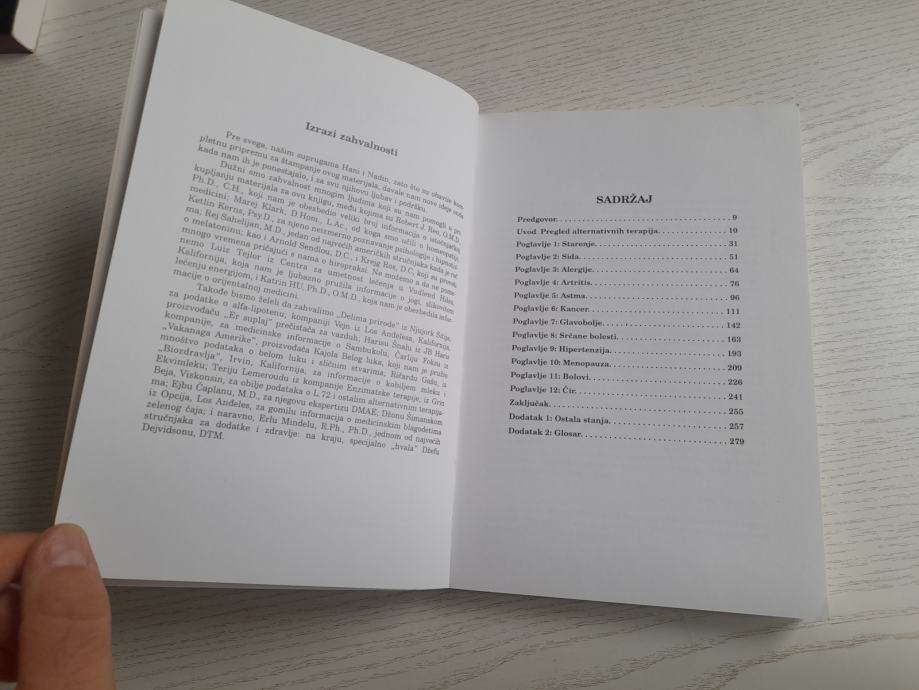 Izrazi zahvalnosti
Pre svega, našim suprugama Hani i Nadin, zato što su obavile kom-
pletnu pripremu za štampanje ovog materijala, davale nam nove ideje
kada nam ih je ponestajalo, i za svu njihovu ljubav i podršku.
Dužni smo zahvalnost mnogim ljudima koji su nam pomogli u pri-
kupljanju materijala za ovu knjigu, među kojima su Robert J. Reo, O.M.D.
Ph.D., C.H., koji nam je obezbedio veliki broj informacija o istočnjačkoj
medicini; Marej Klark, D.Hom., L.Ac., od koga smo učili o homeopatiji;
Ketlin Kerns, Psy.D., za njeno neizmerno poznavanje psihologije i hipnotis-
ma; Rej Sahelijan, M.D., jedan od najvećih američkih stručnjaka kada je reč
o melatoninu; kao i Arnold Sendlou, D.C., i Kreg Ros, D.C, koji su proveli
mnogo vremena pričajući s nama o hiropraksi. Ne možemo a da ne pome-
nemo Luiz Tejlor iz Centra za umetnost lečenja u Vudlend Hilsu,
Kalifornija, koja nam je ljubazno pružila informacije o jogi, slikovitom
lečenju energijom, i Katrin HU, Ph.D., O.M.D., koja nam je obezbedila infor-
macije o orijentalnoj medicini.
Takođe bismo želeli da zahvalimo „Delima prirode" iz Njujork Sitija,
za podatke o alfa-lipotenu, kompaniji Vejn iz Los Anđelesa, Kalifornija,
proizvođaču „Er suplaj" prečistača za vazduh; Harisu Šnalu iz JB Haris
kompanije, za medicinske informacije o Sambukolu; Čarliju Foksu iz
„Vakanaga Amerike", proizvođača Kajola Belog luka, koji nam je pružio
mnoštvo podataka o belom luku i sličnim stvarima; Ričardu Gadu, iz
„Biozdravlja", Irvin, Kalifornija, za informacije o kobiljem mleku i
Ekvimleku; Teriju Lemeroudu iz kompanije Enzimatske terapije, iz Grin
Beja, Viskonsin, za obilje podataka o L 72 i ostalim alternativnim terapija-
ma; Ejbu Čaplanu, M.D., za njegovu ekspertizu DMAE, Džonu Šimanskom
iz Opcija, Los Anđeles, za gomilu informacija o medicinskim blagodetima
zelenog čaja; i naravno, Erlu Mindelu, R.Ph., Ph.D., jednom od najvećih
stručnjaka za dodatke i zdravlje: na kraju, specijalno „hvala" Džefu
Dejvidsonu, DTM.
SADRŽAJ
Predgovor. 9
Uvod: Pregled alternativnih terapija. 10
Poglavlje 1: Starenje. 31
Poglavlje 2: Sida. 51
Poglavlje 3: Alergije. 64
Poglavlje 4: Artritis. 76
Poglavlje 5: Astma. 96
Poglavlje 6: Kancer. 111
Poglavlje 7: Glavobolje. 142
Poglavlje 8: Srčane bolesti. 163
Poglavlje 9: Hipertenzija. 193
Poglavlje 10: Menopauza. 209
Poglavlje 11: Bolovi. 226
Poglavlje 12: Čir. 241
Zaključak. 255
Dodatak 1: Ostala stanja. 257
Dodatak 2: Glosar. 279